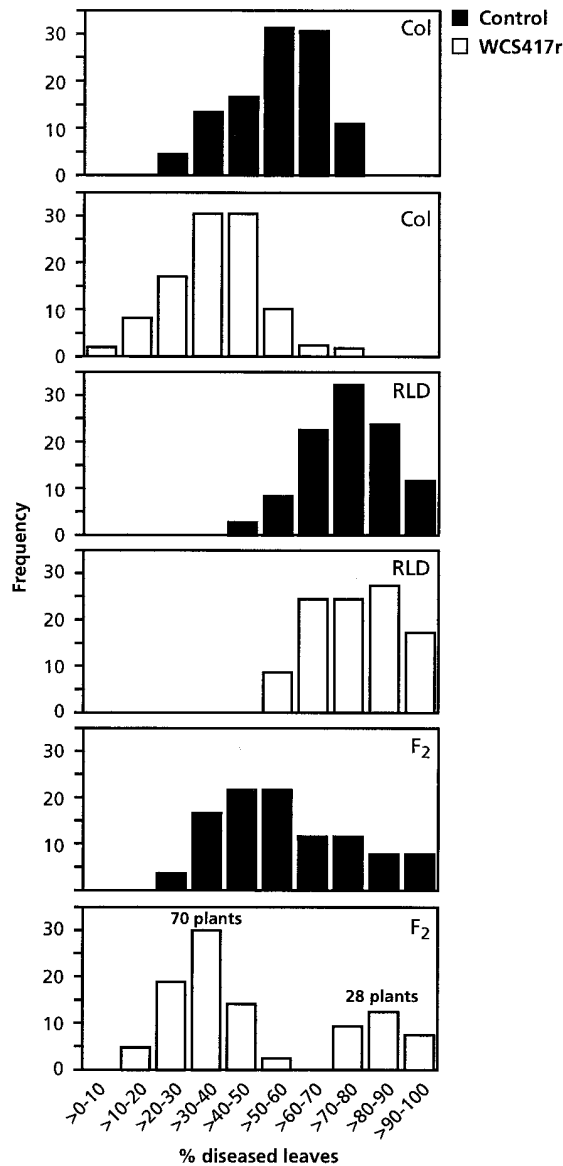 Control
WCS417r
Col
30
20
10
0
Col
30
20
10
0
RLD
30
20
10
0
RLD
30
20
10
0
F2
30
20
10
F2
70 plants
28 plants
30
20
10
0
Frequency
>0-10
>10-20
>20-30
>30-40
>40-50
>50-60
>60-70
>70-80
>80-90
>90-100
% diseased leaves